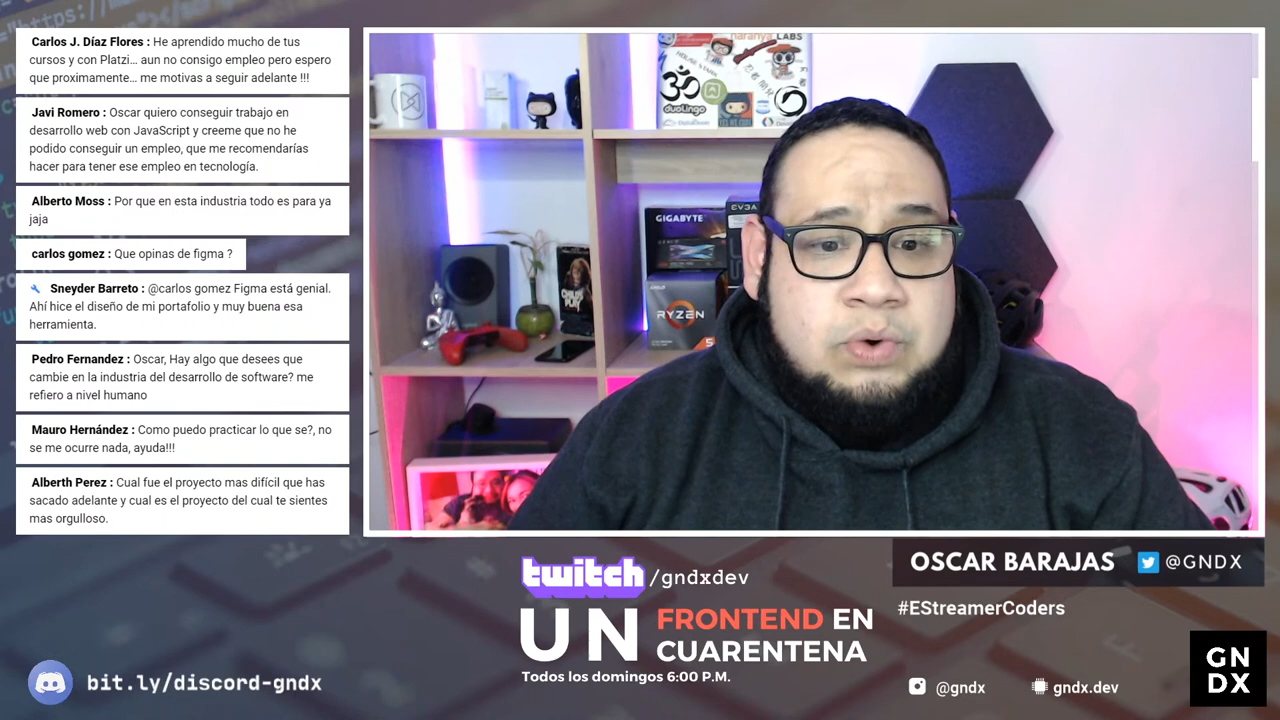 Carlos J. Díaz Flores : He aprendido mucho de tus
cursos y con Platzi... aun no consigo empleo pero espero
que proximamente... me motivas a seguir adelante !!!
Javi Romero : Oscar quiero conseguir trabajo en
desarrollo web con JavaScript y creeme que no he
podido conseguir un empleo, que me recomendarías
hacer para tener ese empleo en tecnología.
Alberto Moss : Por que en esta industria todo es para ya
jaja
carlos gomez : Que opinas de figma ?
Sneyder Barreto : @carlos gomez Figma está genial.
Ahí hice el diseño de mi portafolio y muy buena esa
herramienta.
Pedro Fernandez : Oscar, Hay algo que desees que
cambie en la industria del desarrollo de software? me
refiero a nivel humano
Mauro Hernández : Como puedo practicar lo que se?, no
se me ocurre nada, ayuda!!!
Alberth Perez : Cual fue el proyecto mas difícil que has
sacado adelante y cual es el proyecto del cual te sientes
mas orgulloso.
naranya LABS
HOUSE STARK
duolingo
GIGABYTE
EVGA
AMD
RYZEN
5
CHILD'S
PLAY
OSCAR BARAJAS @GNDX
twitch/gndxdev
UN FRONTEND EN
CUARENTENA
Todos los domingos 6:00 P.M.
#EStreamerCoders
bit.ly/discord-gndx
@gndx
gndx.dev
GN
DX